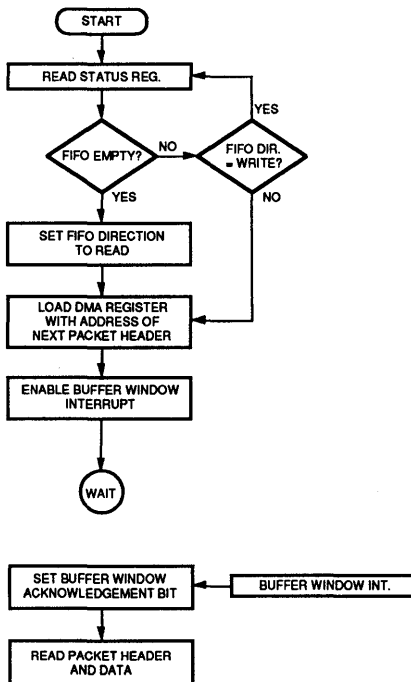 START
READ STATUS REG.
YES
FIFO EMPTY?
NO
FIFO DIR.
= WRITE?
YES
NO
SET FIFO DIRECTION
TO READ
LOAD DMA REGISTER
WITH ADDRESS OF
NEXT PACKET HEADER
ENABLE BUFFER WINDOW
INTERRUPT
WAIT
SET BUFFER WINDOW
ACKNOWLEDGEMENT BIT
BUFFER WINDOW INT.
READ PACKET HEADER
AND DATA